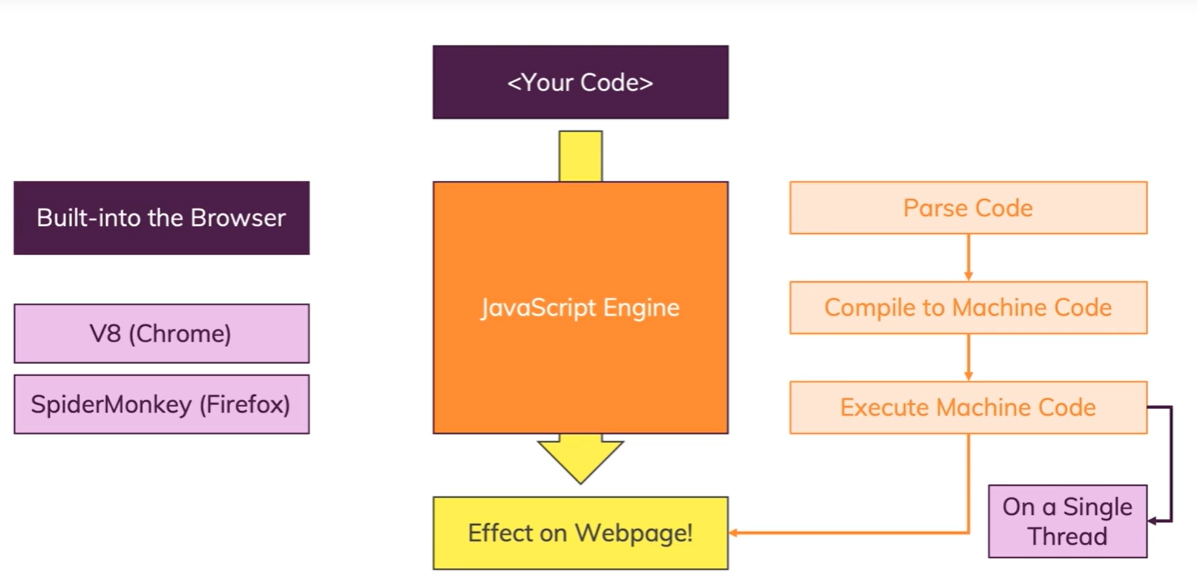 <Your Code>
Built-into the Browser
V8 (Chrome)
SpiderMonkey (Firefox)
JavaScript Engine
Effect on Webpage!
Parse Code
Compile to Machine Code
Execute Machine Code
On a Single
Thread